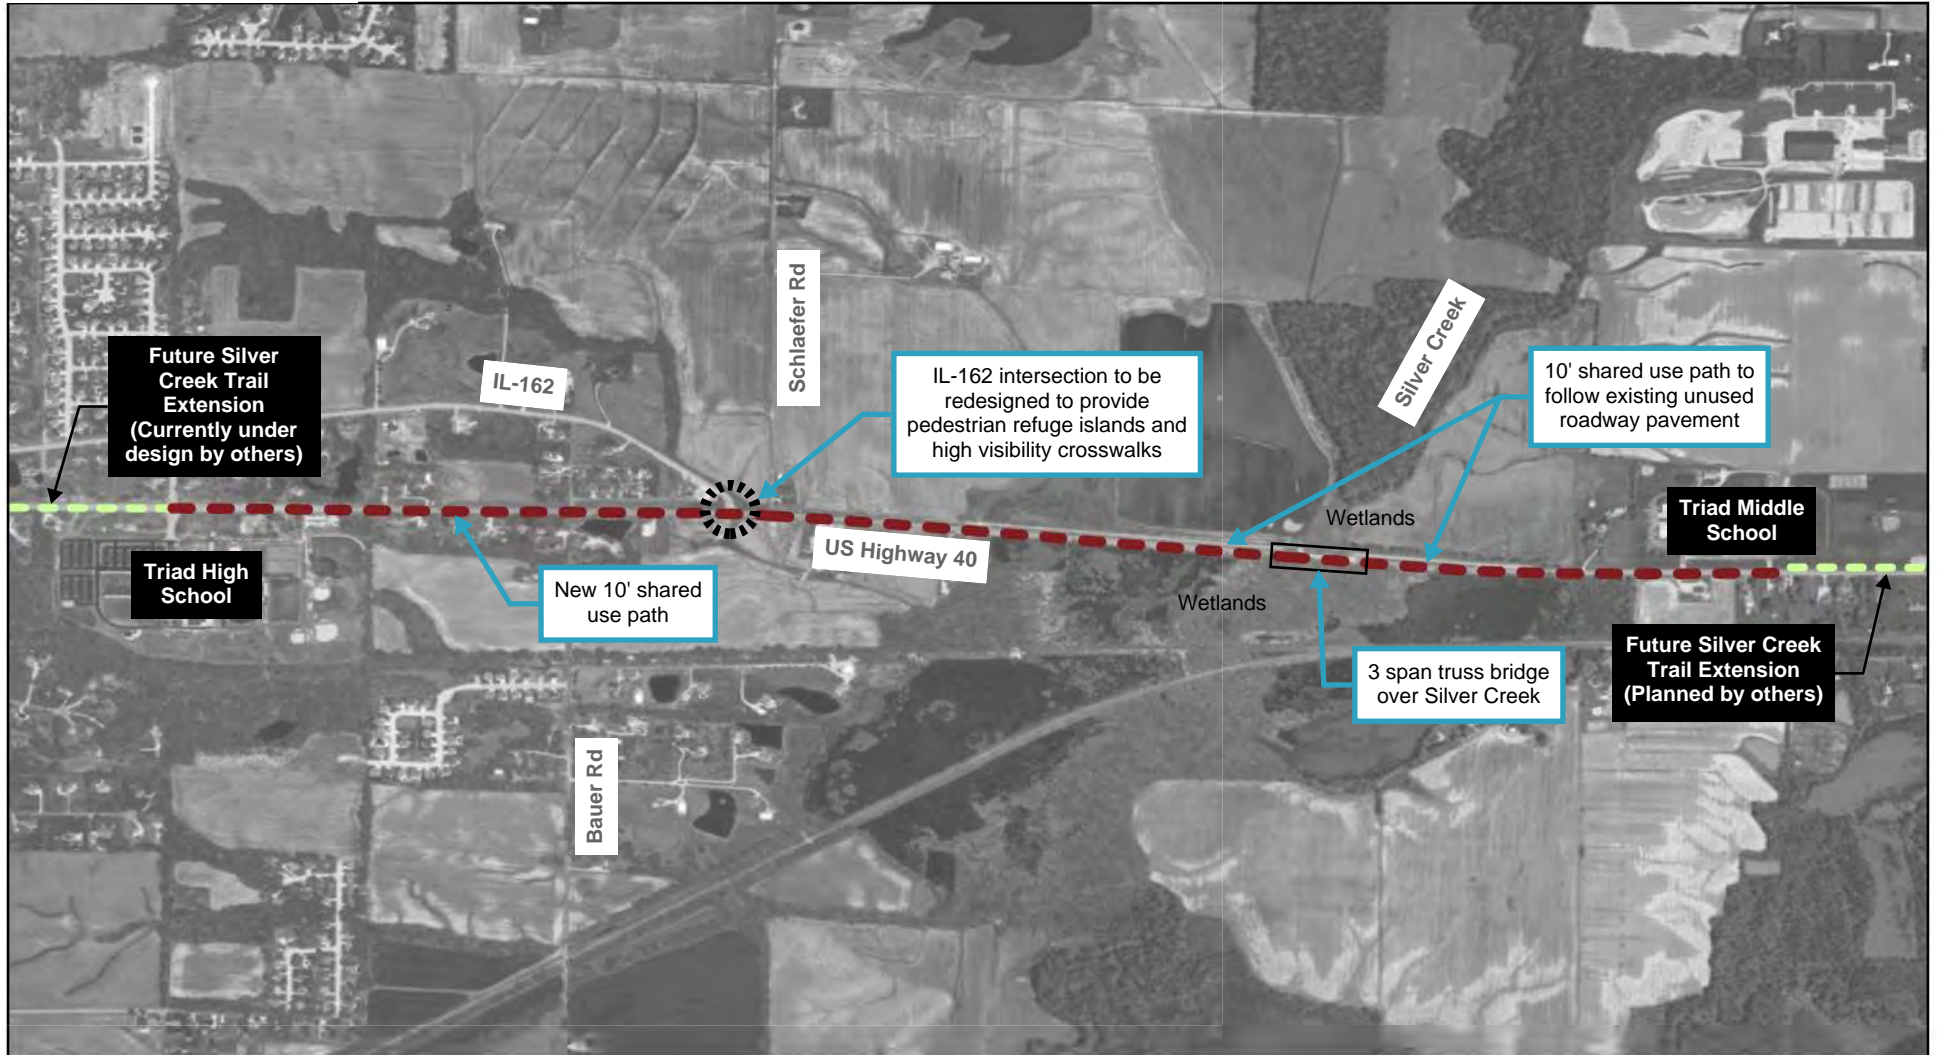 Schlaefer Rd
Silver Creek
IL-162
Future Silver
Creek Trail
Extension
(Currently under
design by others)
IL-162 intersection to be
redesigned to provide
pedestrian refuge islands and
high visibility crosswalks
10' shared use path to
follow existing unused
roadway pavement
Wetlands
Triad Middle
School
US Highway 40
Triad High
School
New 10' shared
use path
Wetlands
3 span truss bridge
over Silver Creek
Future Silver Creek
Trail Extension
(Planned by others)
Bauer Rd